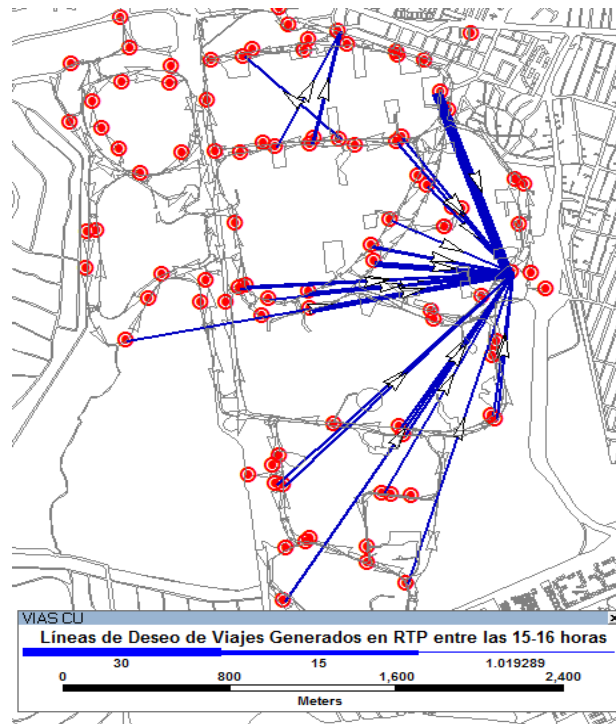 VIAS CU
Líneas de Deseo de Viajes Generados en RTP entre las 15-16 horas
30 15 1.019289
0 800 1,600 2,400
Meters